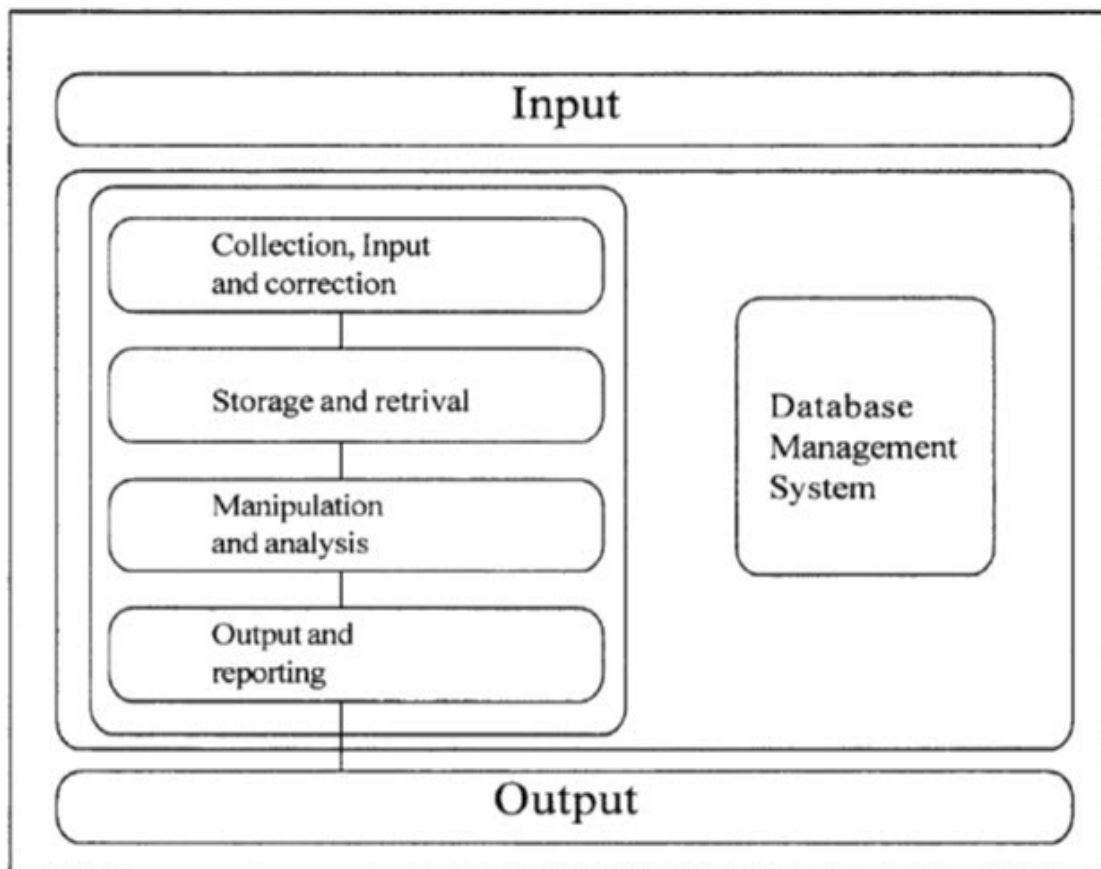 Input
Collection, Input
and correction
Storage and retrival
Manipulation
and analysis
Output and
reporting
Database
Management
System
Output